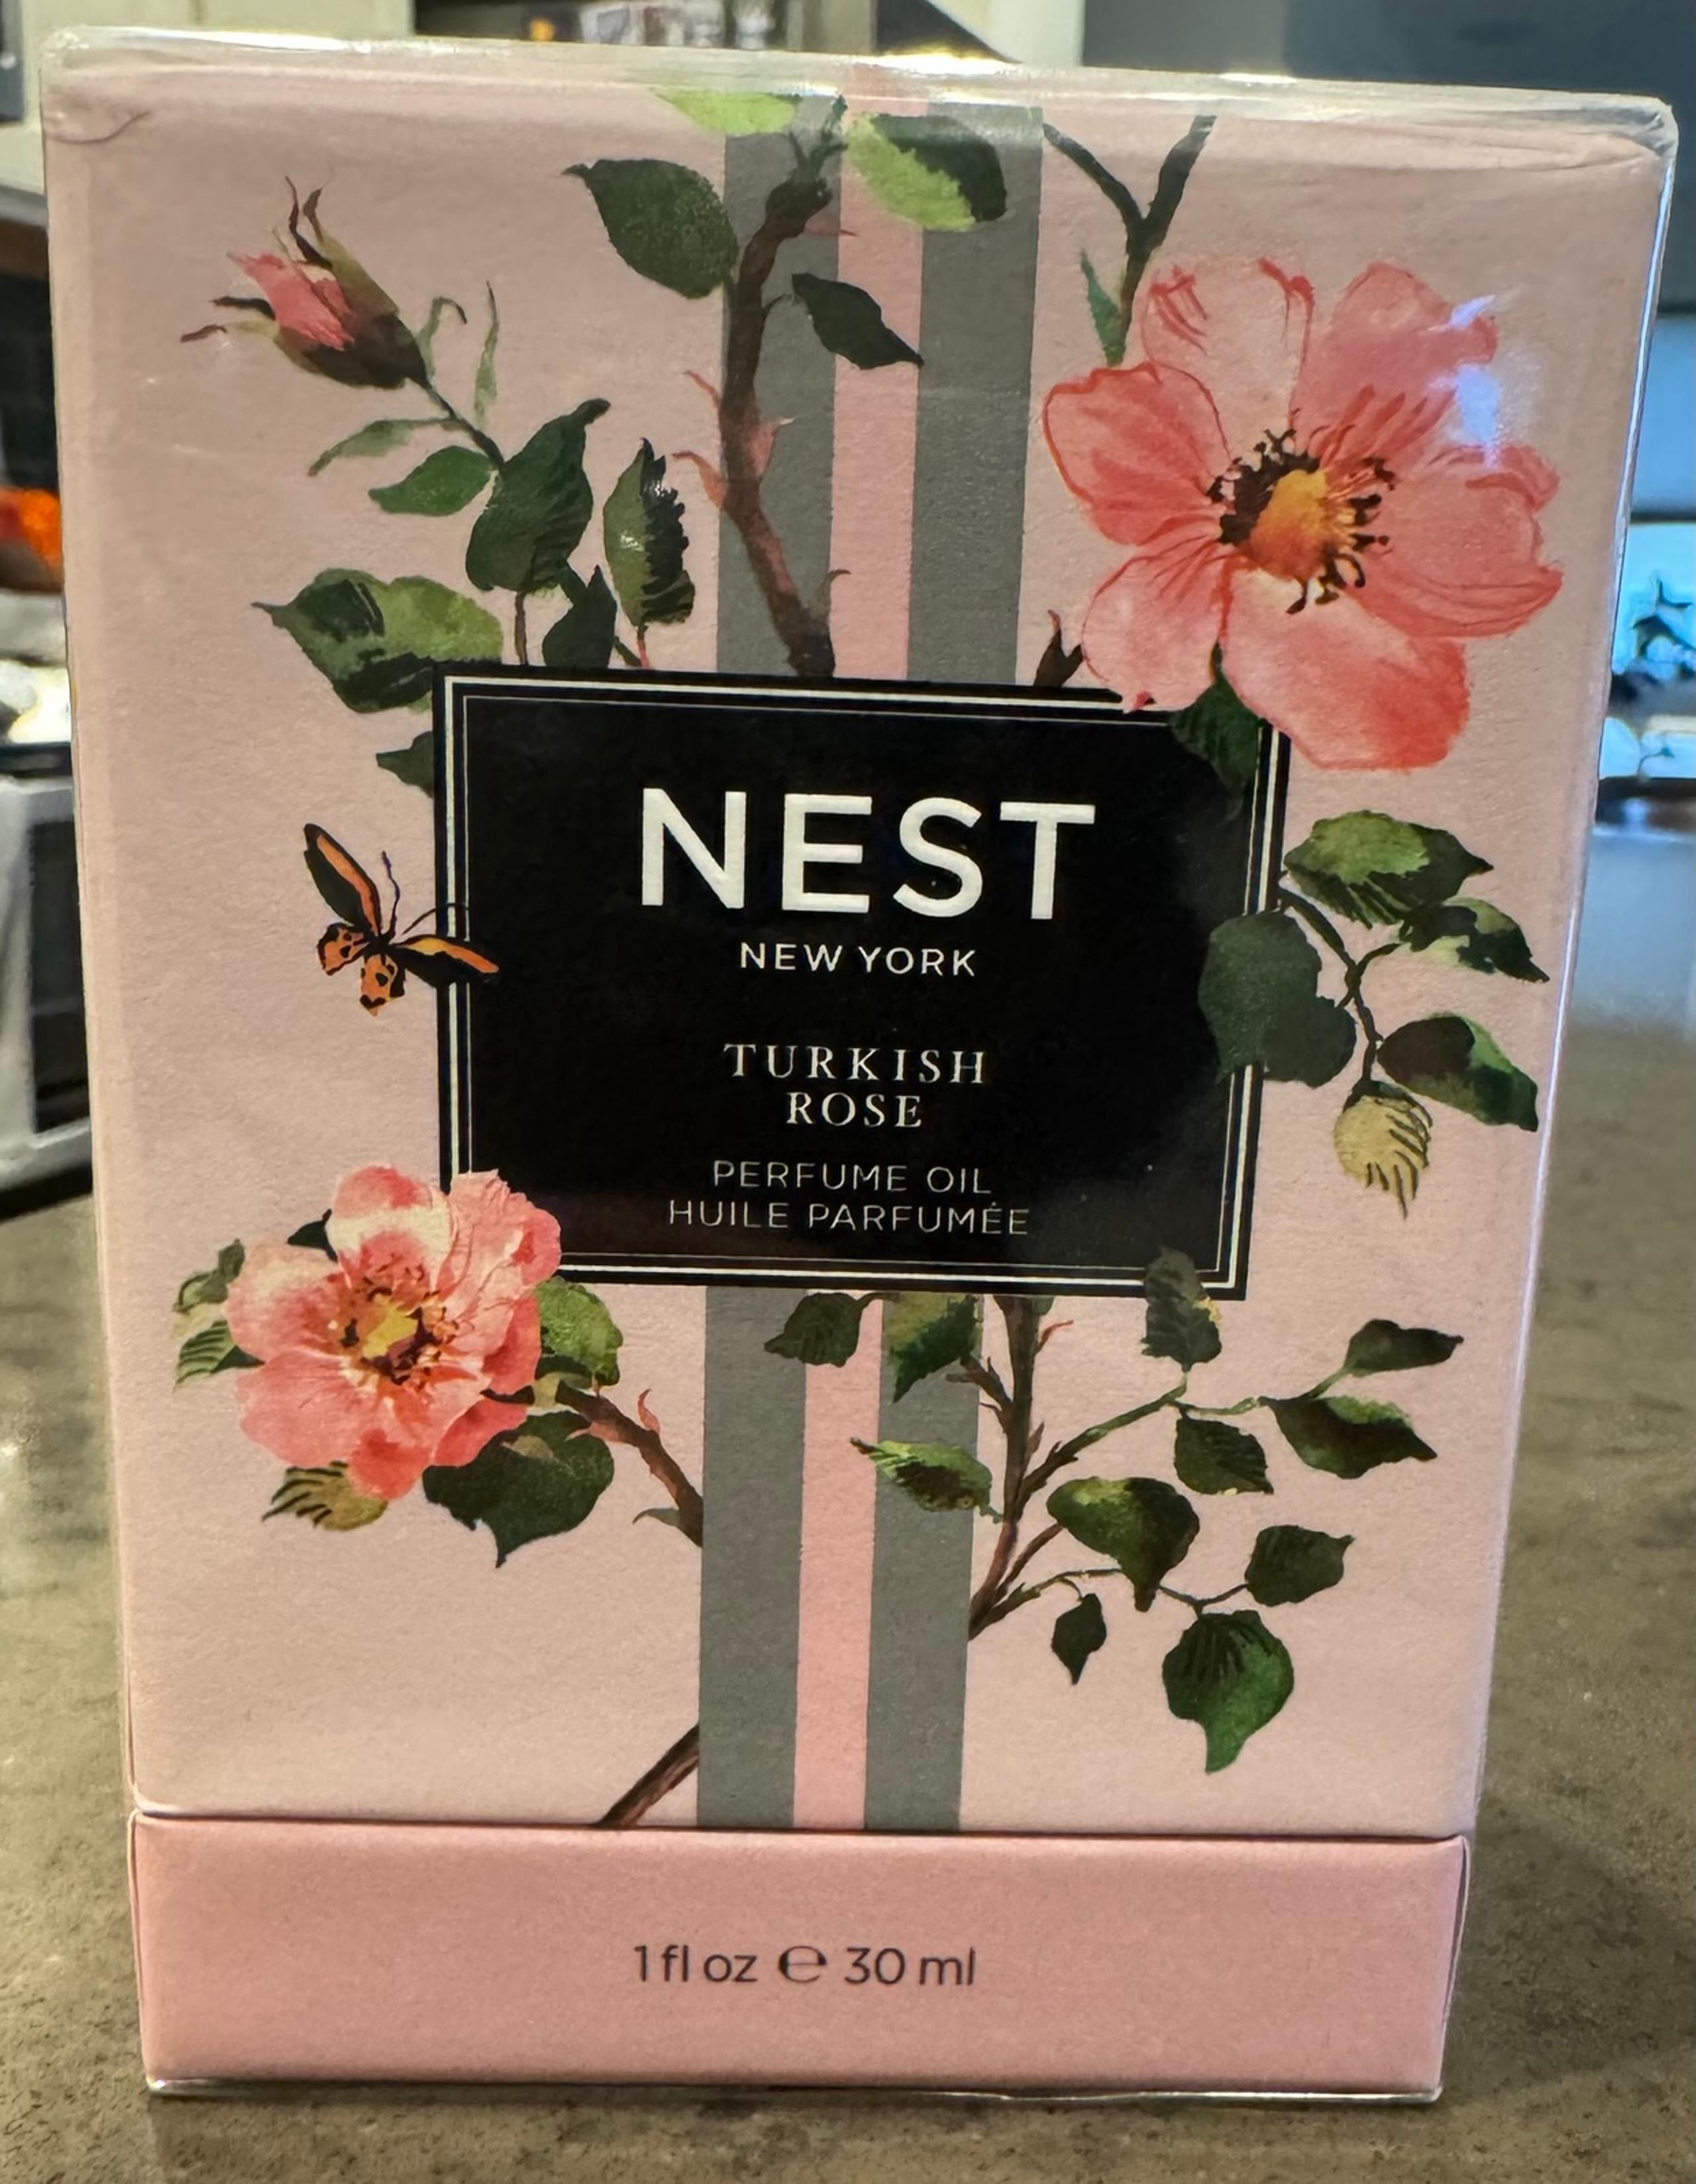 NEST
NEW YORK
TURKISH
ROSE
PERFUME OIL
HUILE PARFUMÉE
1 fl oz ℮ 30 ml